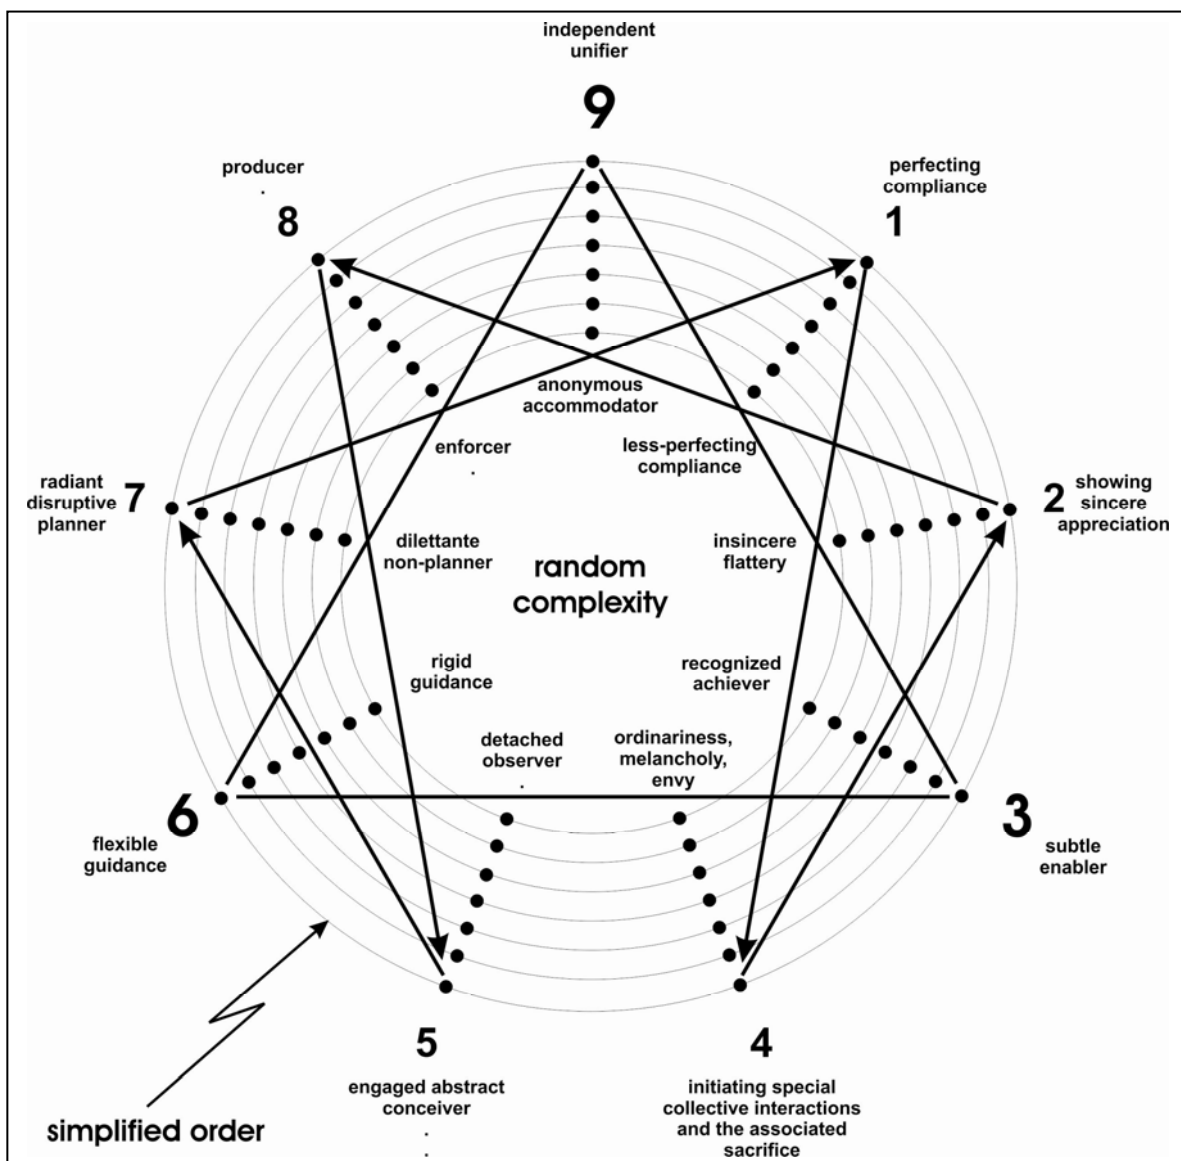 independent
unifier
9
producer
.
8
perfecting
compliance
1
anonymous
accommodator
enforcer
.
less-perfecting
compliance
radiant
disruptive
planner
7
2
showing
sincere
appreciation
dilettante
non-planner
insincere
flattery
random
complexity
rigid
guidance
recognized
achiever
detached
observer
.
ordinariness,
melancholy,
envy
6
flexible
guidance
3
subtle
enabler
5
engaged abstract
conceiver
.
.
4
initiating special
collective interactions
and the associated
sacrifice
simplified order